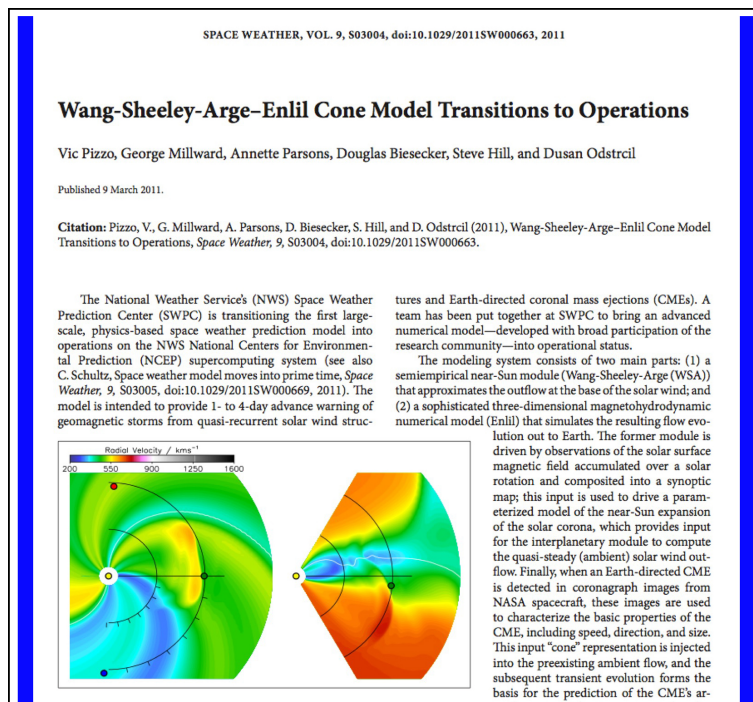 SPACE WEATHER, VOL. 9, S03004, doi:10.1029/2011SW000663, 2011
Wang-Sheeley-Arge–Enlil Cone Model Transitions to Operations
Vic Pizzo, George Millward, Annette Parsons, Douglas Biesecker, Steve Hill, and Dusan Odstrcil
Published 9 March 2011.
Citation: Pizzo, V., G. Millward, A. Parsons, D. Biesecker, S. Hill, and D. Odstrcil (2011), Wang-Sheeley-Arge–Enlil Cone Model
Transitions to Operations, Space Weather, 9, S03004, doi:10.1029/2011SW000663.
The National Weather Service's (NWS) Space Weather
Prediction Center (SWPC) is transitioning the first large-
scale, physics-based space weather prediction model into
operations on the NWS National Centers for Environmen-
tal Prediction (NCEP) supercomputing system (see also
C. Schultz, Space weather model moves into prime time, Space
Weather, 9, S03005, doi:10.1029/2011SW000669, 2011). The
model is intended to provide 1- to 4-day advance warning of
geomagnetic storms from quasi-recurrent solar wind struc-
tures and Earth-directed coronal mass ejections (CMEs). A
team has been put together at SWPC to bring an advanced
numerical model—developed with broad participation of the
research community—into operational status.
The modeling system consists of two main parts: (1) a
semiempirical near-Sun module (Wang-Sheeley-Arge (WSA))
that approximates the outflow at the base of the solar wind; and
(2) a sophisticated three-dimensional magnetohydrodynamic
numerical model (Enlil) that simulates the resulting flow evo-
lution out to Earth. The former module is
driven by observations of the solar surface
magnetic field accumulated over a solar
rotation and composited into a synoptic
map; this input is used to drive a param-
eterized model of the near-Sun expansion
of the solar corona, which provides input
for the interplanetary module to compute
the quasi-steady (ambient) solar wind out-
flow. Finally, when an Earth-directed CME
is detected in coronagraph images from
NASA spacecraft, these images are used
to characterize the basic properties of the
CME, including speed, direction, and size.
This input "cone" representation is injected
into the preexisting ambient flow, and the
subsequent transient evolution forms the
basis for the prediction of the CME's ar-
Radial Velocity / kms⁻¹
200 550 900 1250 1600